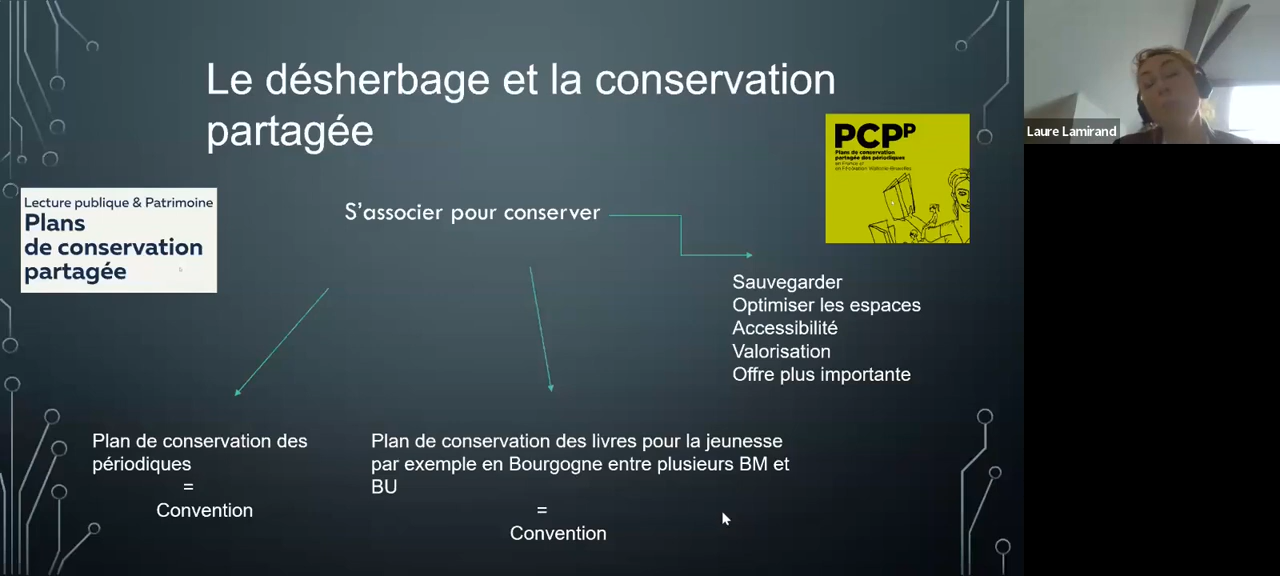 Le désherbage et la conservation
partagée
Laure Lamirand
PCPP
Plans de conservation
partagée des périodiques
en France et
en Fédération Wallonie-Bruxelles
Lecture publique & Patrimoine
Plans
de conservation
partagée
S'associer pour conserver
Sauvegarder
Optimiser les espaces
Accessibilité
Valorisation
Offre plus importante
Plan de conservation des
périodiques
=
Convention
Plan de conservation des livres pour la jeunesse
par exemple en Bourgogne entre plusieurs BM et
BU
=
Convention